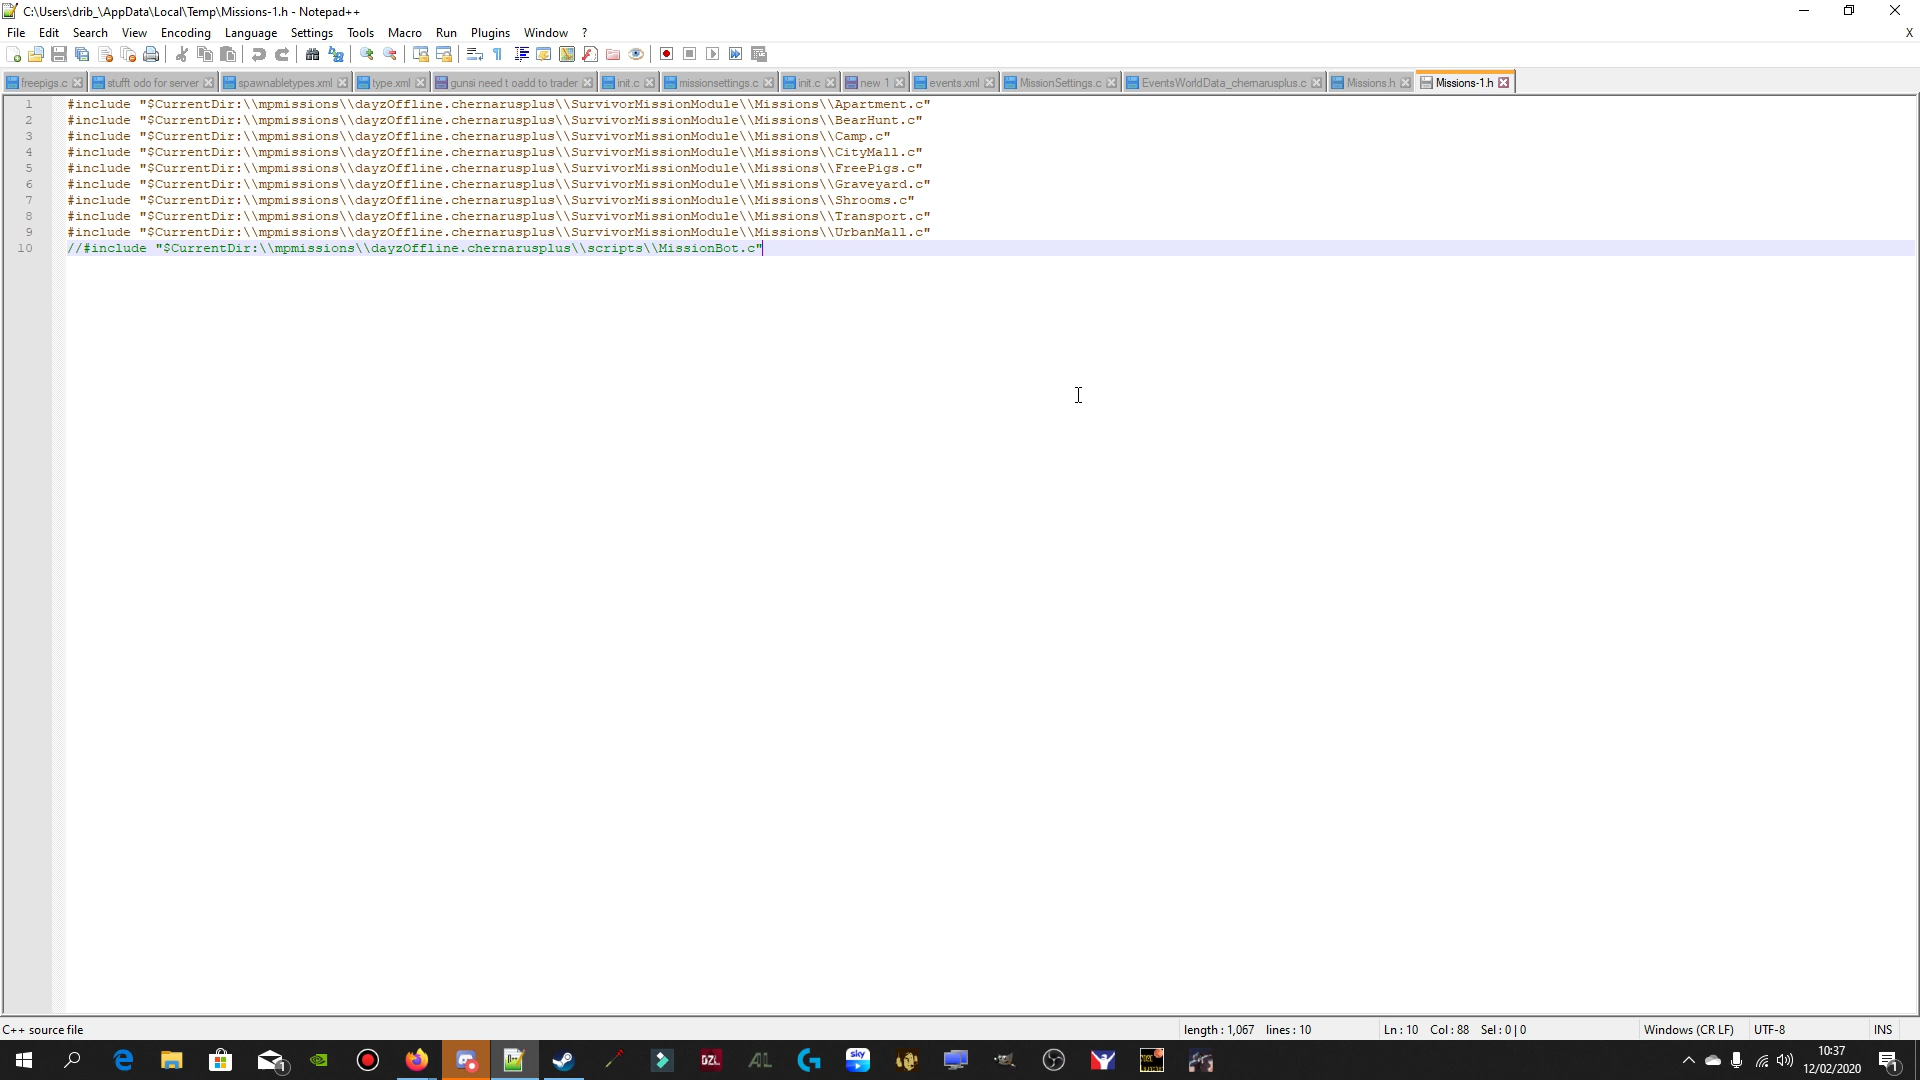 C:\Users\drib_\AppData\Local\Temp\Missions-1.h - Notepad++
File Edit Search View Encoding Language Settings Tools Macro Run Plugins Window ? X
freepigs.c stufft odo for server spawnabletypes.xml type.xml gunsi need t oadd to trader init.c missionsettings.c init.c new 1 events.xml MissionSettings.c EventsWorldData_chernarusplus.c Missions.h Missions-1.h
1 #include "$CurrentDir:\\mpmissions\\dayzOffline.chernarusplus\\SurvivorMissionModule\\Missions\\Apartment.c"
2 #include "$CurrentDir:\\mpmissions\\dayzOffline.chernarusplus\\SurvivorMissionModule\\Missions\\BearHunt.c"
3 #include "$CurrentDir:\\mpmissions\\dayzOffline.chernarusplus\\SurvivorMissionModule\\Missions\\Camp.c"
4 #include "$CurrentDir:\\mpmissions\\dayzOffline.chernarusplus\\SurvivorMissionModule\\Missions\\CityMall.c"
5 #include "$CurrentDir:\\mpmissions\\dayzOffline.chernarusplus\\SurvivorMissionModule\\Missions\\FreePigs.c"
6 #include "$CurrentDir:\\mpmissions\\dayzOffline.chernarusplus\\SurvivorMissionModule\\Missions\\Graveyard.c"
7 #include "$CurrentDir:\\mpmissions\\dayzOffline.chernarusplus\\SurvivorMissionModule\\Missions\\Shrooms.c"
8 #include "$CurrentDir:\\mpmissions\\dayzOffline.chernarusplus\\SurvivorMissionModule\\Missions\\Transport.c"
9 #include "$CurrentDir:\\mpmissions\\dayzOffline.chernarusplus\\SurvivorMissionModule\\Missions\\UrbanMall.c"
10 //#include "$CurrentDir:\\mpmissions\\dayzOffline.chernarusplus\\scripts\\MissionBot.c"
C++ source file length : 1,067 lines : 10 Ln : 10 Col : 88 Sel : 0 | 0 Windows (CR LF) UTF-8 INS
1 DZL AL sky 10:37 1
12/02/2020